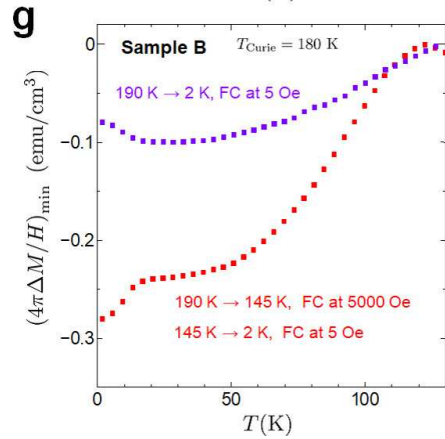 g
Sample B
T_Curie = 180 K
190 K → 2 K, FC at 5 Oe
190 K → 145 K, FC at 5000 Oe
145 K → 2 K, FC at 5 Oe
(4πΔM/H)_min (emu/cm³)
0
−0.1
−0.2
−0.3
0 50 100
T(K)